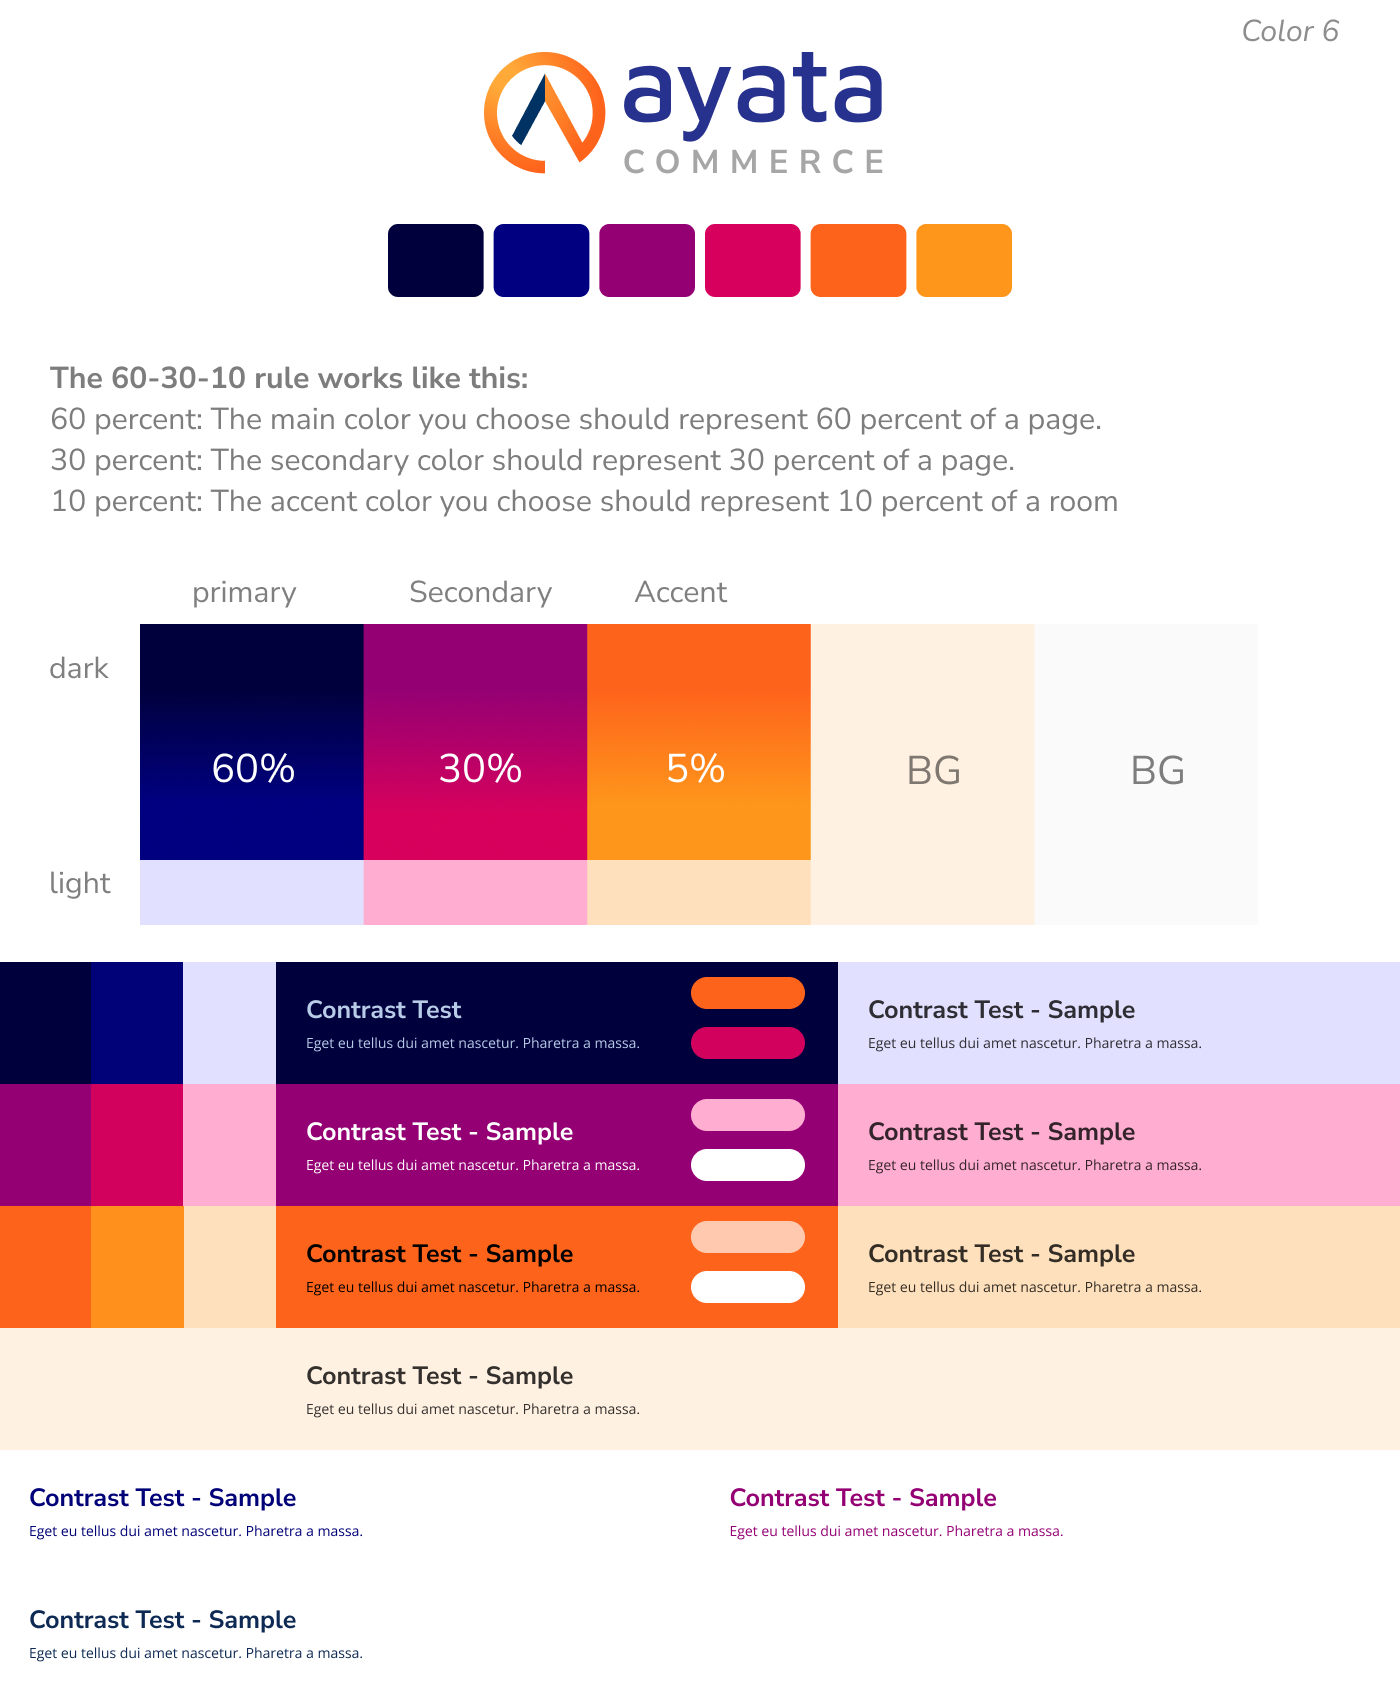 Color 6
ayata
COMMERCE
The 60-30-10 rule works like this:
60 percent: The main color you choose should represent 60 percent of a page.
30 percent: The secondary color should represent 30 percent of a page.
10 percent: The accent color you choose should represent 10 percent of a room
primary Secondary Accent
dark
60% 30% 5% BG BG
light
Contrast Test
Eget eu tellus dui amet nascetur. Pharetra a massa.
Contrast Test - Sample
Eget eu tellus dui amet nascetur. Pharetra a massa.
Contrast Test - Sample
Eget eu tellus dui amet nascetur. Pharetra a massa.
Contrast Test - Sample
Eget eu tellus dui amet nascetur. Pharetra a massa.
Contrast Test - Sample
Eget eu tellus dui amet nascetur. Pharetra a massa.
Contrast Test - Sample
Eget eu tellus dui amet nascetur. Pharetra a massa.
Contrast Test - Sample
Eget eu tellus dui amet nascetur. Pharetra a massa.
Contrast Test - Sample
Eget eu tellus dui amet nascetur. Pharetra a massa.
Contrast Test - Sample
Eget eu tellus dui amet nascetur. Pharetra a massa.
Contrast Test - Sample
Eget eu tellus dui amet nascetur. Pharetra a massa.